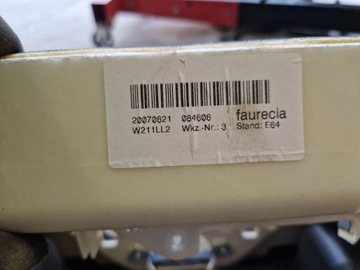 20070621 084606 faurecia
W211LL2 Wkz.-Nr.: 3 Stand: E64